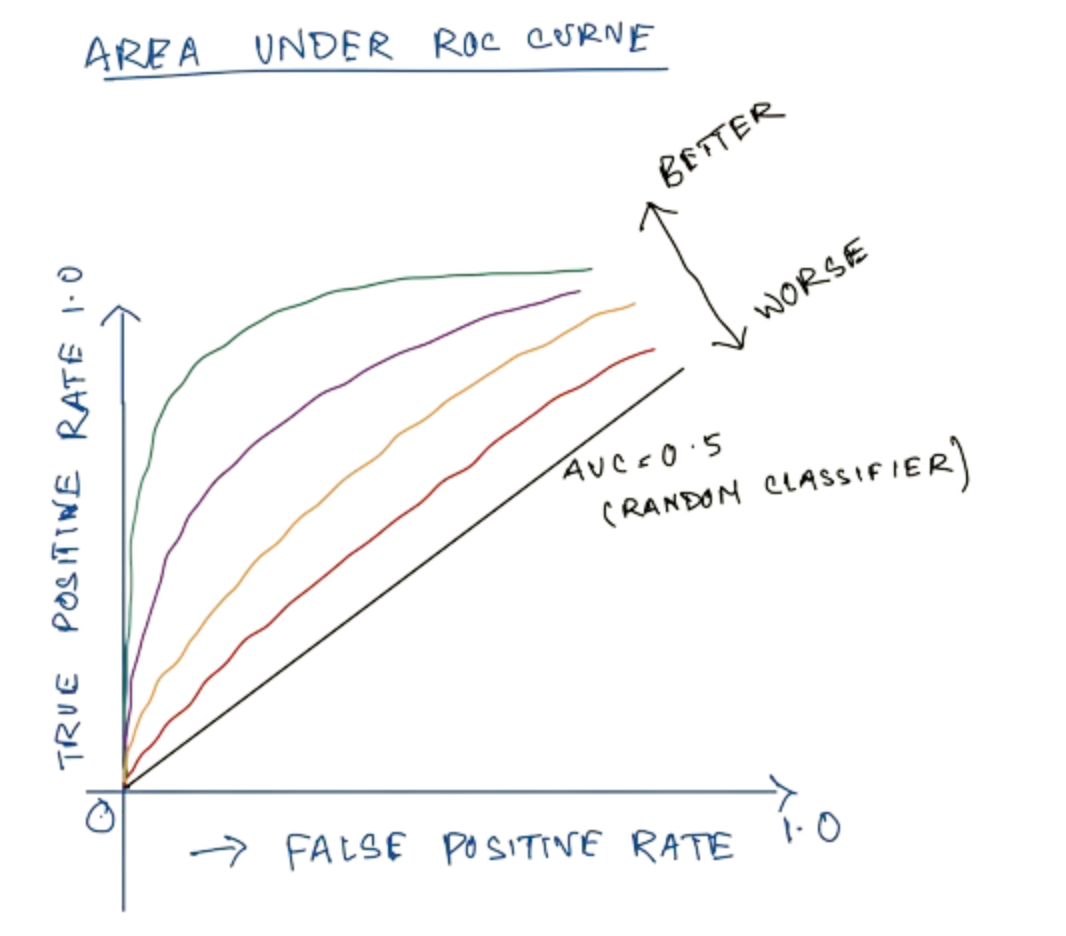 AREA UNDER ROC CURVE
BETTER
WORSE
TRUE POSITIVE RATE 1.0
AUC = 0.5
(RANDOM CLASSIFIER)
0
→ FALSE POSITIVE RATE
1.0